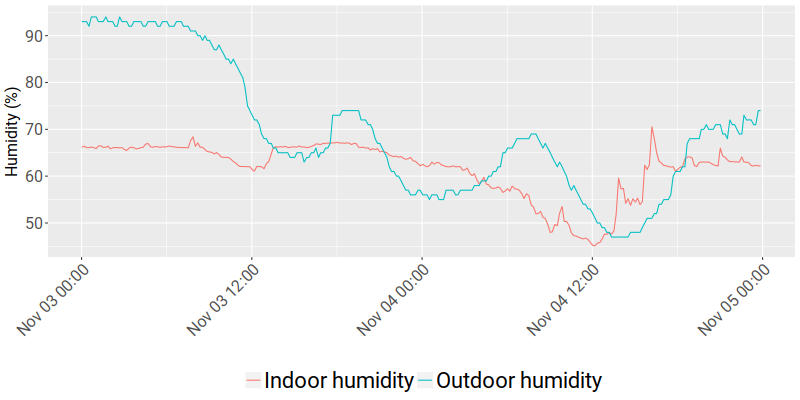 Humidity (%)
90
80
70
60
50
Nov 03 00:00
Nov 03 12:00
Nov 04 00:00
Nov 04 12:00
Nov 05 00:00
Indoor humidity
Outdoor humidity